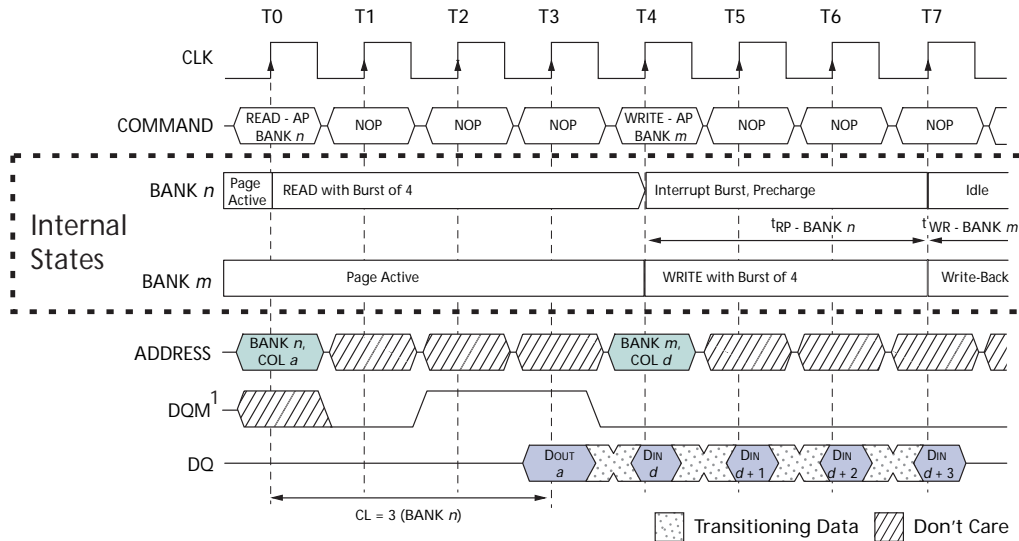 T0 T1 T2 T3 T4 T5 T6 T7
CLK
COMMAND
READ - AP
BANK n
NOP
NOP
NOP
WRITE - AP
BANK m
NOP
NOP
NOP
Internal
States
BANK n
Page
Active
READ with Burst of 4
Interrupt Burst, Precharge
Idle
tRP - BANK n
tWR - BANK m
BANK m
Page Active
WRITE with Burst of 4
Write-Back
ADDRESS
BANK n,
COL a
BANK m,
COL d
DQM1
DQ
DOUT
a
DIN
d
DIN
d + 1
DIN
d + 2
DIN
d + 3
CL = 3 (BANK n)
Transitioning Data
Don't Care